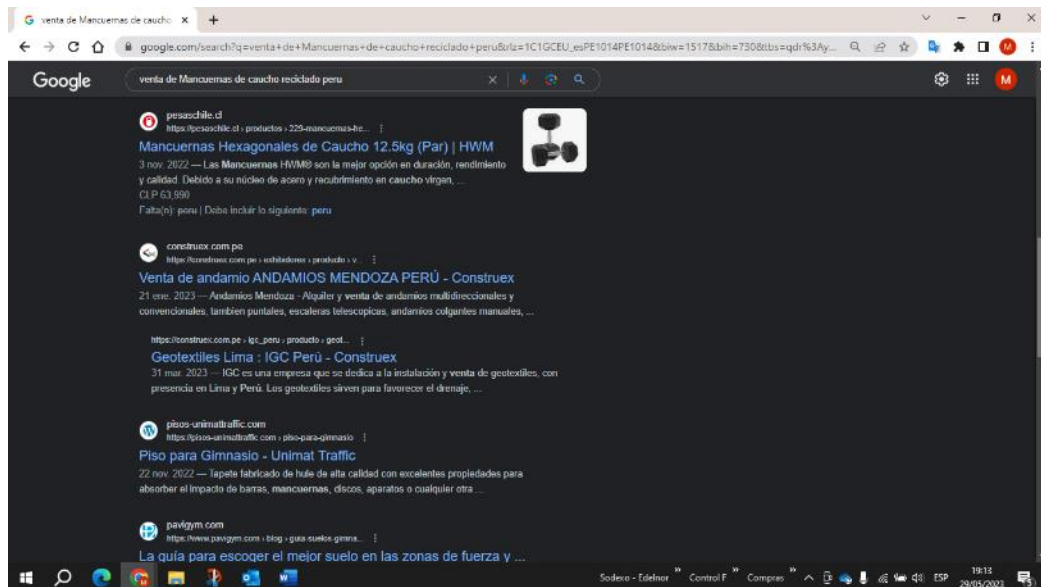 venta de Mancuernas de caucho
google.com/search?q=venta+de+Mancuernas+de+caucho+reciclado+peru&rlz=1C1GCEU_esPE1014PE1014&biw=1517&bih=730&tbs=qdr%3Ay...
M
Google
venta de Mancuernas de caucho reciclado peru
M
pesaschile.cl
https://pesaschile.cl › productos › 229-mancuernas-he...
Mancuernas Hexagonales de Caucho 12.5kg (Par) | HWM
3 nov. 2022 — Las Mancuernas HWM® son la mejor opción en duración, rendimiento
y calidad. Debido a su núcleo de acero y recubrimiento en caucho virgen, ...
CLP 63,990
Falta(n): peru | Debe incluir lo siguiente: peru
construex.com.pe
https://construex.com.pe › exhibidores › producto › v...
Venta de andamio ANDAMIOS MENDOZA PERÚ - Construex
21 ene. 2023 — Andamios Mendoza - Alquiler y venta de andamios multidireccionales y
convencionales, tambien puntales, escaleras telescopicas, andamios colgantes manuales, ...
https://construex.com.pe › igc_peru › producto › geot...
Geotextiles Lima : IGC Perú - Construex
31 mar. 2023 — IGC es una empresa que se dedica a la instalación y venta de geotextiles, con
presencia en Lima y Perú. Los geotextiles sirven para favorecer el drenaje, ...
pisos-unimattraffic.com
https://pisos-unimattraffic.com › piso-para-gimnasio
Piso para Gimnasio - Unimat Traffic
22 nov. 2022 — Tapete fabricado de hule de alta calidad con excelentes propiedades para
absorber el impacto de barras, mancuernas, discos, aparatos o cualquier otra ...
pavigym.com
https://www.pavigym.com › blog › guia-suelos-gimna...
La guía para escoger el mejor suelo en las zonas de fuerza y ...
Sodexo - Edelnor » Control F » Compras » ESP 19:13
29/05/2023